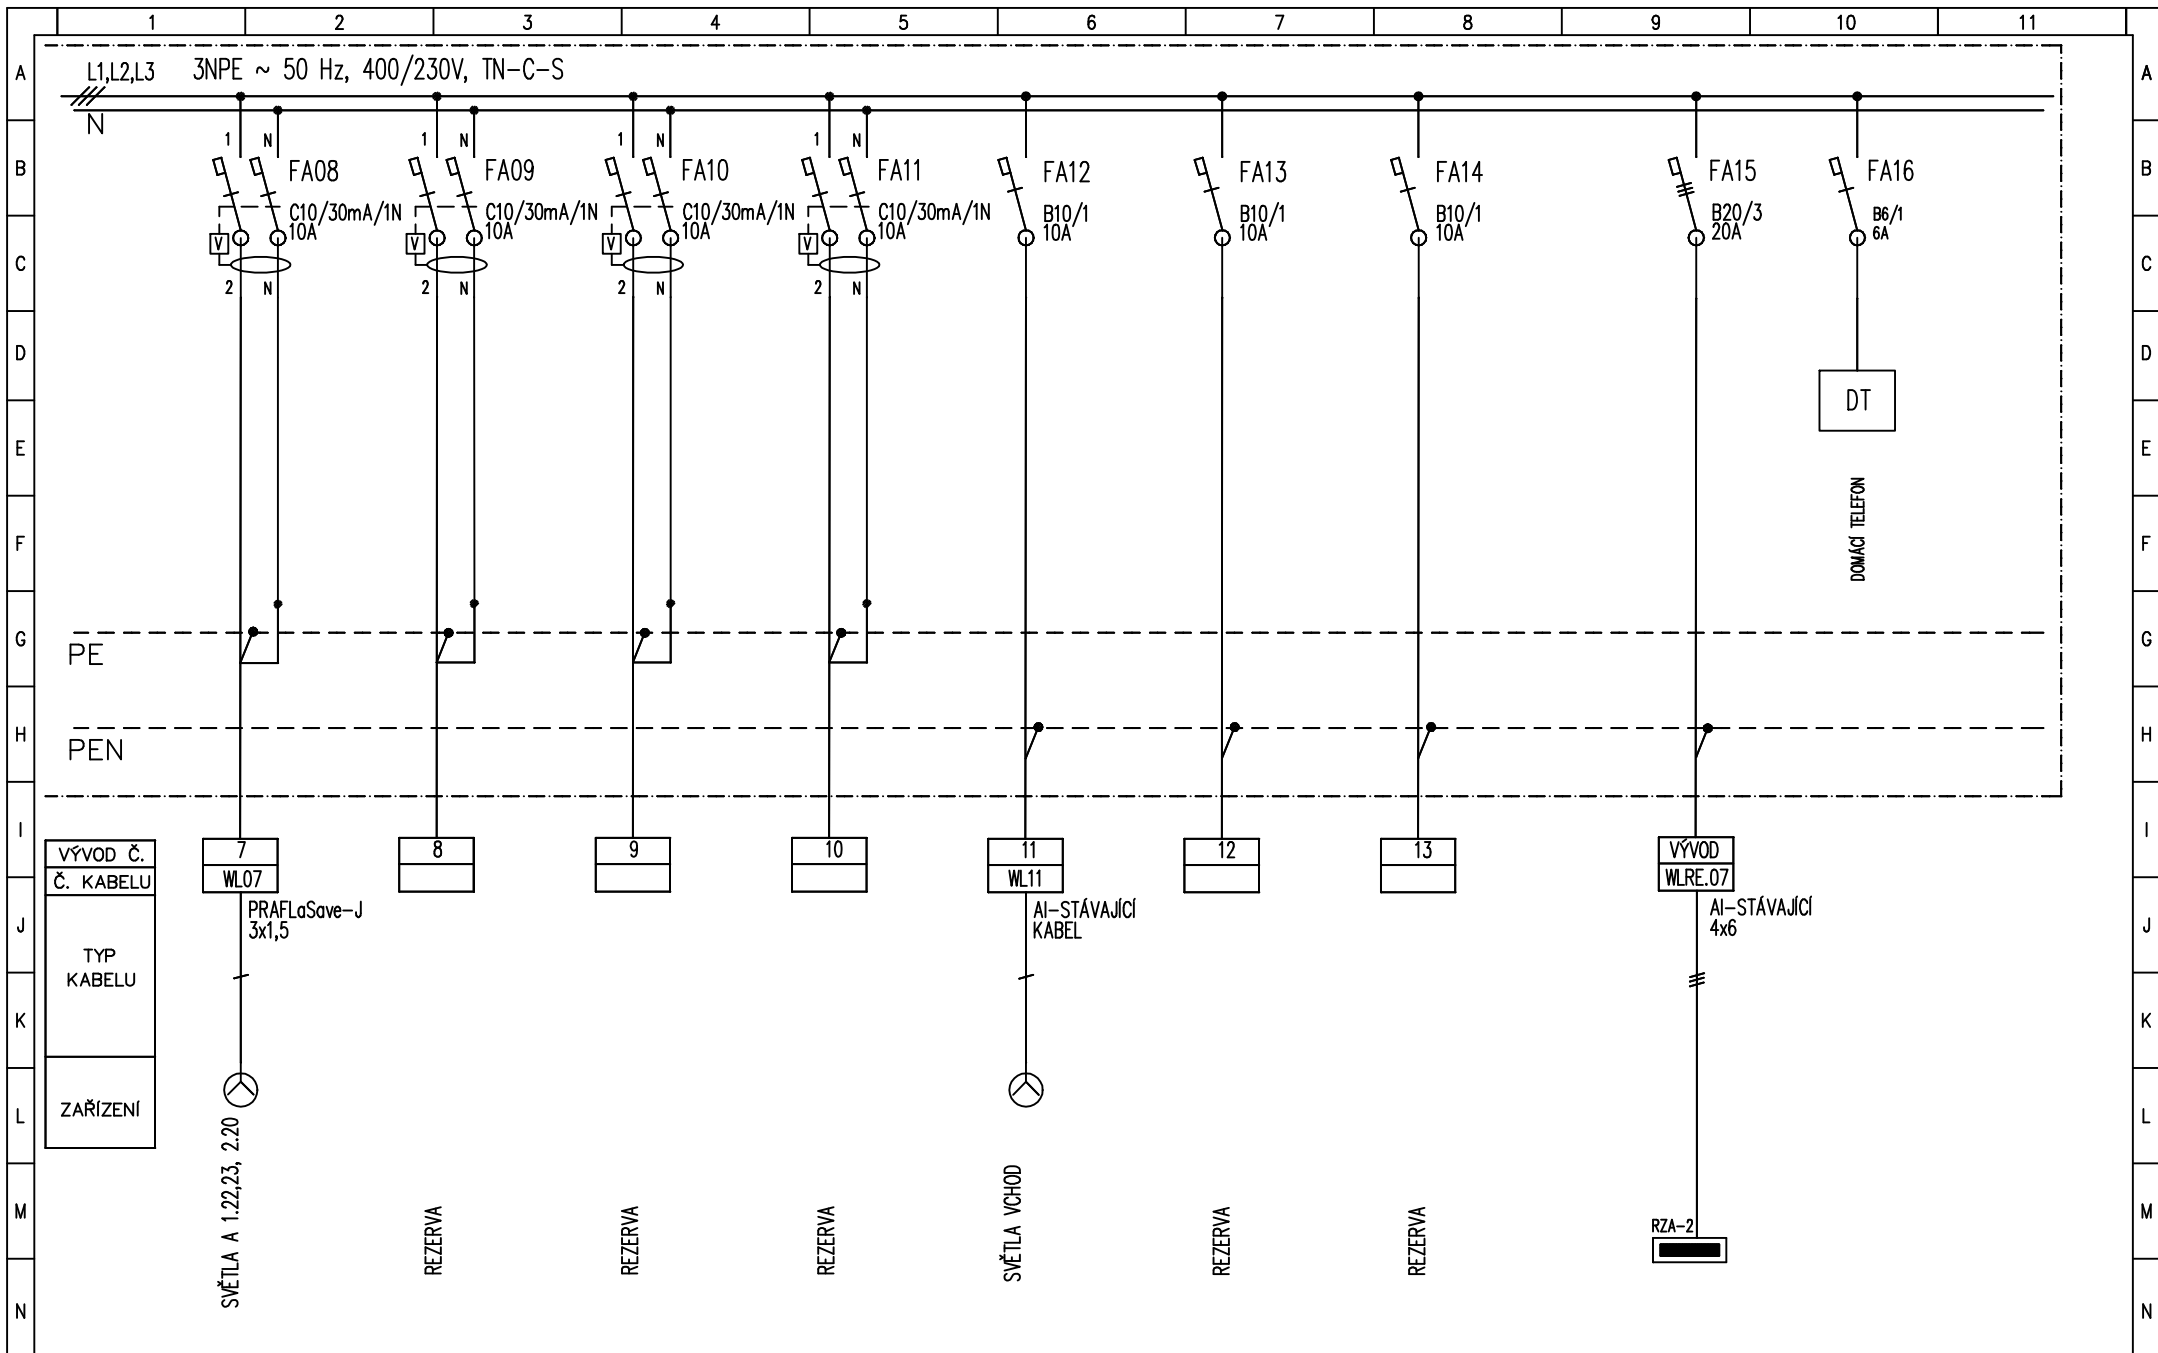 1 2 3 4 5 6 7 8 9 10 11
A A
L1,L2,L3 3NPE ~ 50 Hz, 400/230V, TN-C-S
N
B B
1 N FA08
C10/30mA/1N
10A
V
2 N
1 N FA09
C10/30mA/1N
10A
V
2 N
1 N FA10
C10/30mA/1N
10A
V
2 N
1 N FA11
C10/30mA/1N
10A
V
2 N
FA12
B10/1
10A
FA13
B10/1
10A
FA14
B10/1
10A
FA15
B20/3
20A
FA16
B6/1
6A
C C
D D
DT
E E
DOMÁCÍ TELEFON
F F
G G
PE
H H
PEN
I I
VÝVOD Č. 7 8 9 10 11 12 13 VÝVOD
Č. KABELU WL07 WL11 WLRE.07
J J
TYP
KABELU
PRAFLaSave-J
3x1,5
AI-STÁVAJÍCÍ
KABEL
AI-STÁVAJÍCÍ
4x6
K K
L L
ZAŘÍZENÍ
SVĚTLA A 1.22,23, 2.20
REZERVA
REZERVA
REZERVA
SVĚTLA VCHOD
REZERVA
REZERVA
RZA-2
M M
N N